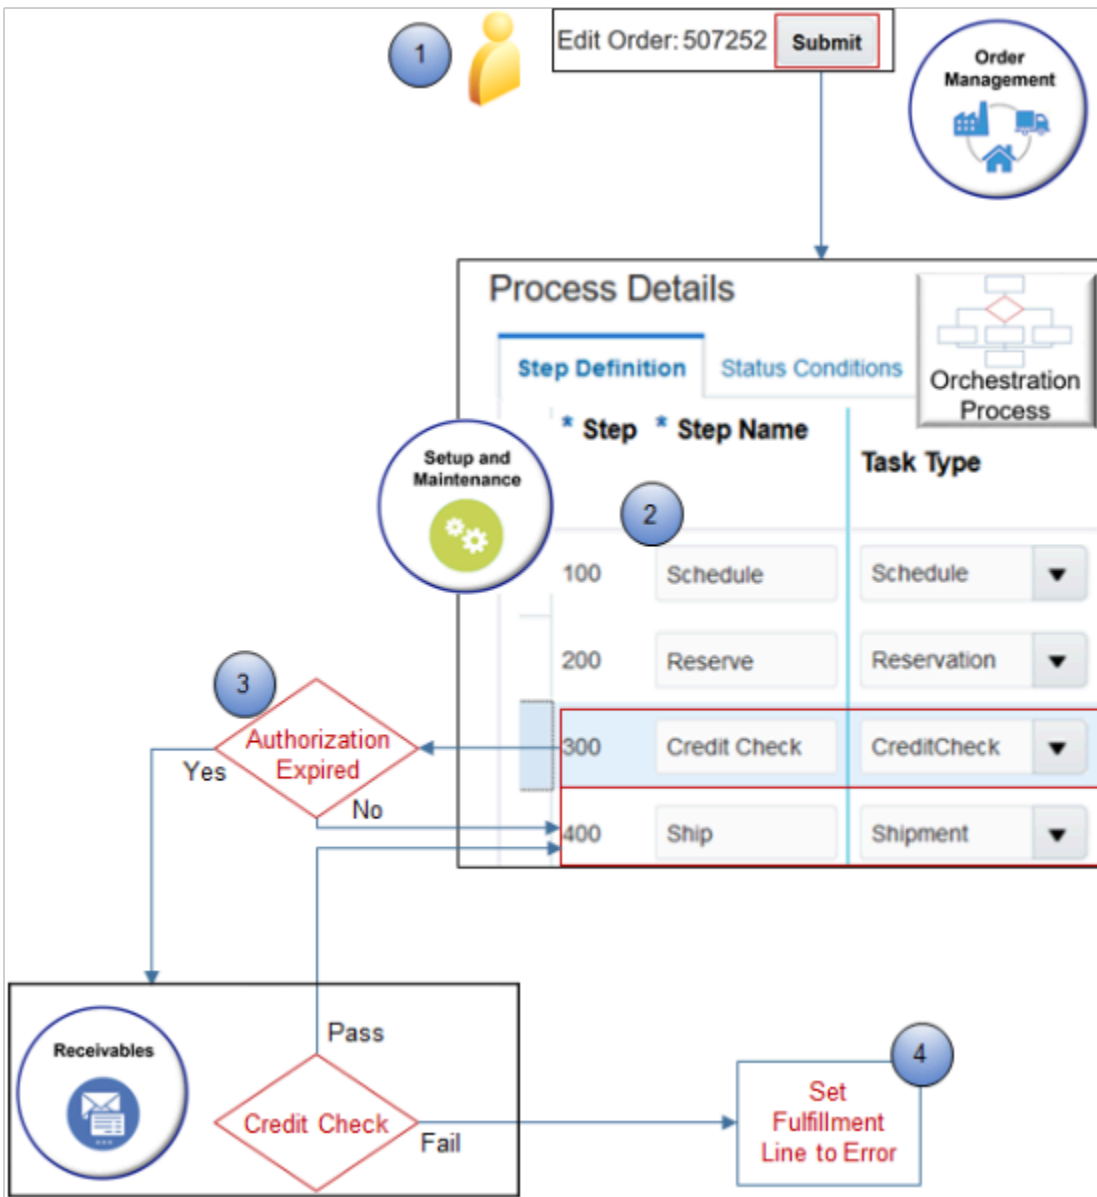 1
Edit Order: 507252 Submit
Order
Management
Process Details
Step Definition Status Conditions
Orchestration
Process
* Step * Step Name
Task Type
Setup and
Maintenance
2
100 Schedule Schedule
200 Reserve Reservation
3
Authorization
Expired
Yes
No
300 Credit Check CreditCheck
400 Ship Shipment
Receivables
Pass
Credit Check
Fail
4
Set
Fulfillment
Line to Error